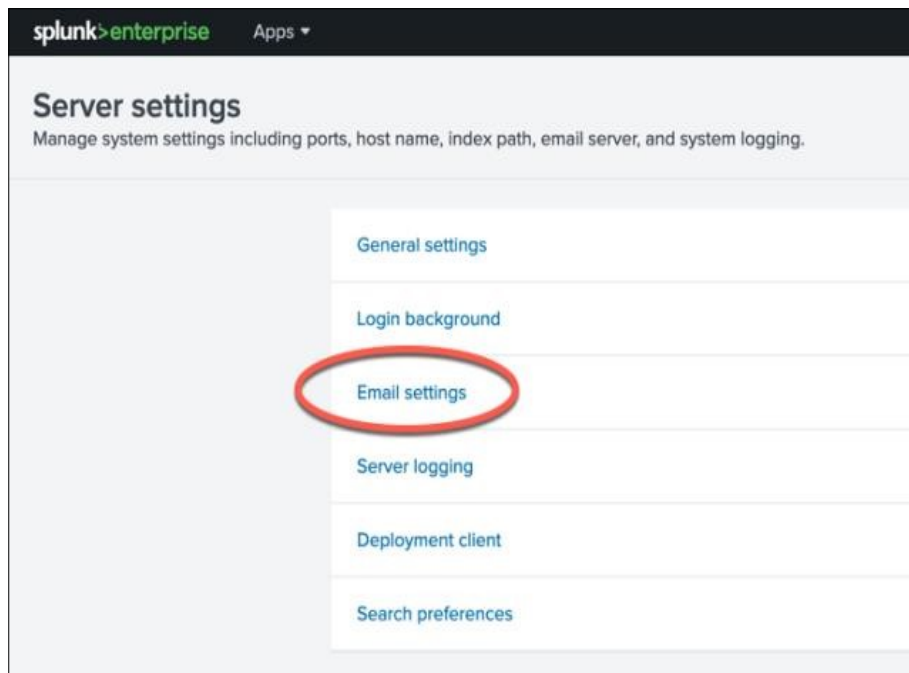 splunk>enterprise Apps ▾
Server settings
Manage system settings including ports, host name, index path, email server, and system logging.
General settings
Login background
Email settings
Server logging
Deployment client
Search preferences